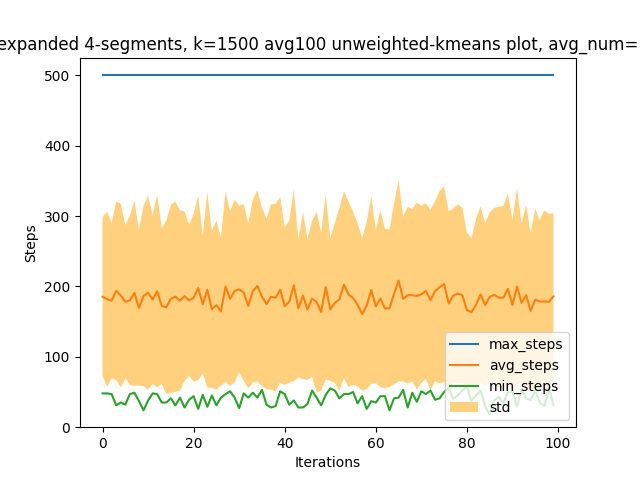 expanded 4-segments, k=1500 avg100 unweighted-kmeans plot, avg_num=
500
400
300
200
100
0
Steps
max_steps
avg_steps
min_steps
std
0 20 40 60 80 100
Iterations